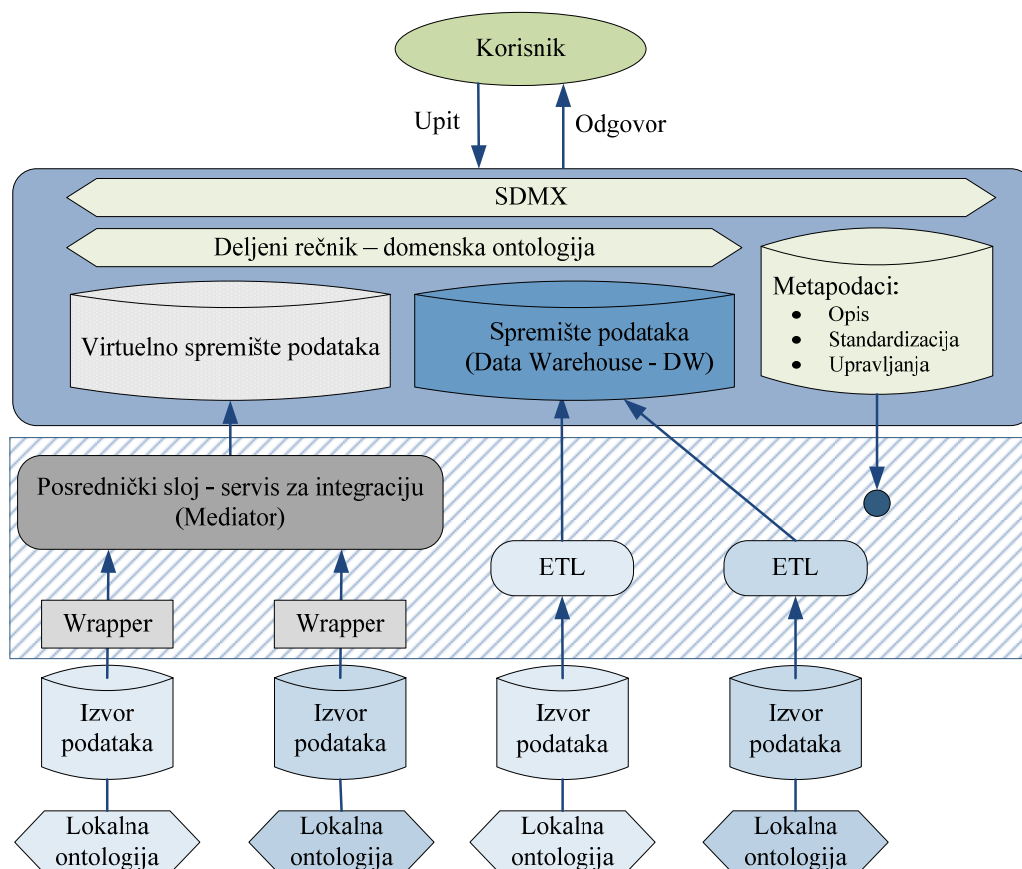 Korisnik
Upit
Odgovor
SDMX
Deljeni rečnik – domenska ontologija
Virtuelno spremište podataka
Spremište podataka
(Data Warehouse - DW)
Metapodaci:
• Opis
• Standardizacija
• Upravljanja
Posrednički sloj - servis za integraciju
(Mediator)
ETL
ETL
Wrapper
Wrapper
Izvor
podataka
Izvor
podataka
Izvor
podataka
Izvor
podataka
Lokalna
ontologija
Lokalna
ontologija
Lokalna
ontologija
Lokalna
ontologija